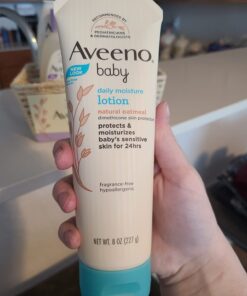 RECOMMENDED BY
PEDIATRICIANS
& DERMATOLOGISTS
Aveeno®
baby
NEW
LOOK
daily moisture
lotion
natural oatmeal
dimethicone skin protectant
protects &
moisturizes
baby's sensitive
skin for 24hrs
fragrance-free
hypoallergenic
NET WT. 8 OZ (227g)